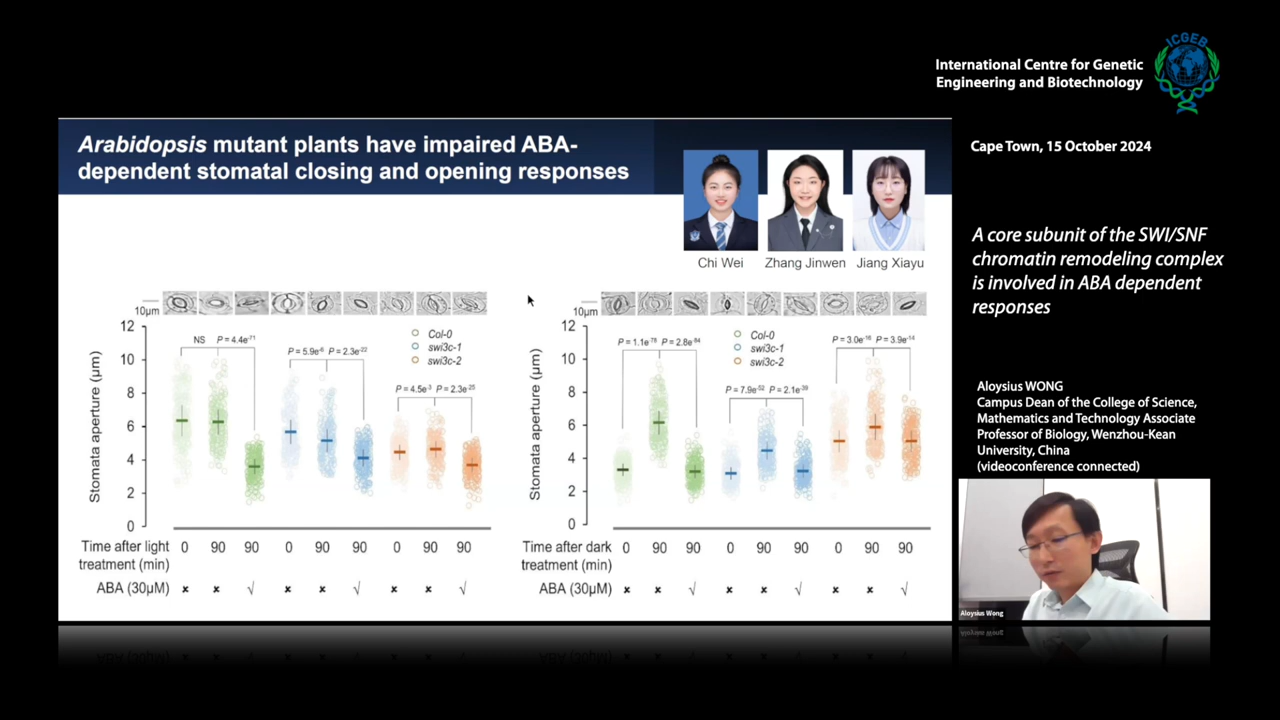 International Centre for Genetic
Engineering and Biotechnology
ICGEB
Cape Town, 15 October 2024
Arabidopsis mutant plants have impaired ABA-
dependent stomatal closing and opening responses
Chi Wei
Zhang Jinwen
Jiang Xiayu
A core subunit of the SWI/SNF
chromatin remodeling complex
is involved in ABA dependent
responses
Aloysius WONG
Campus Dean of the College of Science,
Mathematics and Technology Associate
Professor of Biology, Wenzhou-Kean
University, China
(videoconference connected)
Aloysius Wong
10μm
Stomata aperture (μm)
12
10
8
6
4
2
0
NS P = 4.4e-71
P = 5.9e-6 P = 2.3e-22
P = 4.5e-3 P = 2.3e-25
Col-0
swi3c-1
swi3c-2
Time after light
treatment (min)
0 90 90 0 90 90 0 90 90
ABA (30μM) × × √ × × √ × × √
10μm
Stomata aperture (μm)
12
10
8
6
4
2
0
P = 1.1e-78 P = 2.8e-84
P = 7.9e-52 P = 2.1e-39
P = 3.0e-16 P = 3.9e-14
Col-0
swi3c-1
swi3c-2
Time after dark
treatment (min)
0 90 90 0 90 90 0 90 90
ABA (30μM) × × √ × × √ × × √